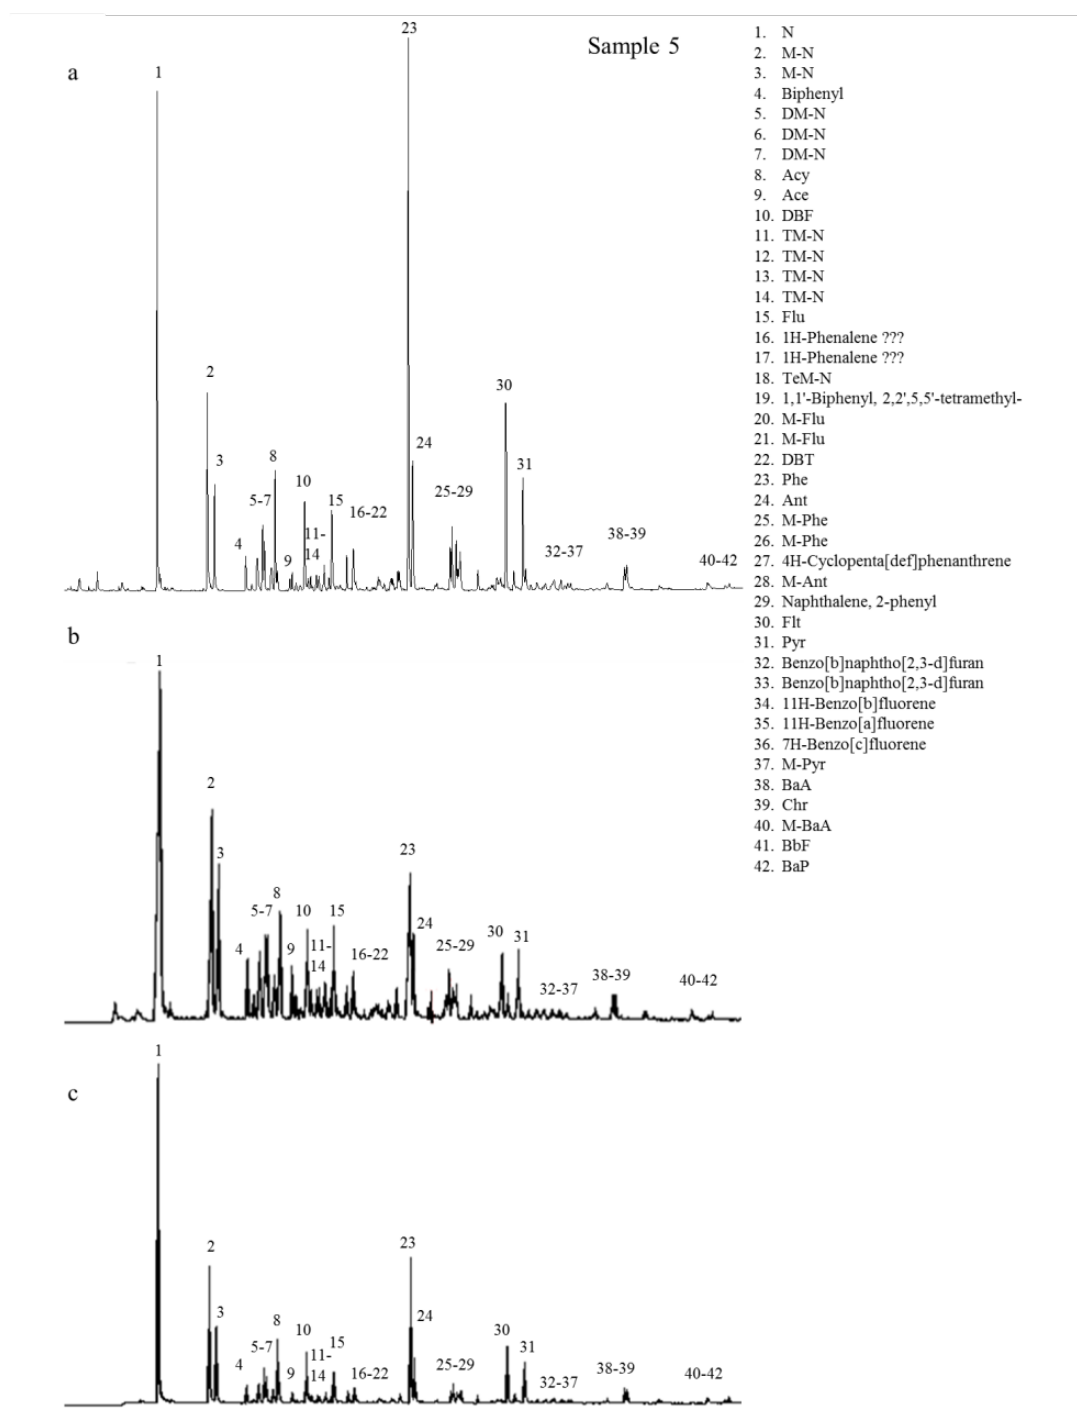 Sample 5
a
1
2
3
4
5-7
8
9
10
11-
14
15
16-22
23
24
25-29
30
31
32-37
38-39
40-42
b
1
2
3
4
5-7
8
9
10
11-
14
15
16-22
23
24
25-29
30
31
32-37
38-39
40-42
c
1
2
3
4
5-7
8
9
10
11-
14
15
16-22
23
24
25-29
30
31
32-37
38-39
40-42
1. N
2. M-N
3. M-N
4. Biphenyl
5. DM-N
6. DM-N
7. DM-N
8. Acy
9. Ace
10. DBF
11. TM-N
12. TM-N
13. TM-N
14. TM-N
15. Flu
16. 1H-Phenalene ???
17. 1H-Phenalene ???
18. TeM-N
19. 1,1'-Biphenyl, 2,2',5,5'-tetramethyl-
20. M-Flu
21. M-Flu
22. DBT
23. Phe
24. Ant
25. M-Phe
26. M-Phe
27. 4H-Cyclopenta[def]phenanthrene
28. M-Ant
29. Naphthalene, 2-phenyl
30. Flt
31. Pyr
32. Benzo[b]naphtho[2,3-d]furan
33. Benzo[b]naphtho[2,3-d]furan
34. 11H-Benzo[b]fluorene
35. 11H-Benzo[a]fluorene
36. 7H-Benzo[c]fluorene
37. M-Pyr
38. BaA
39. Chr
40. M-BaA
41. BbF
42. BaP